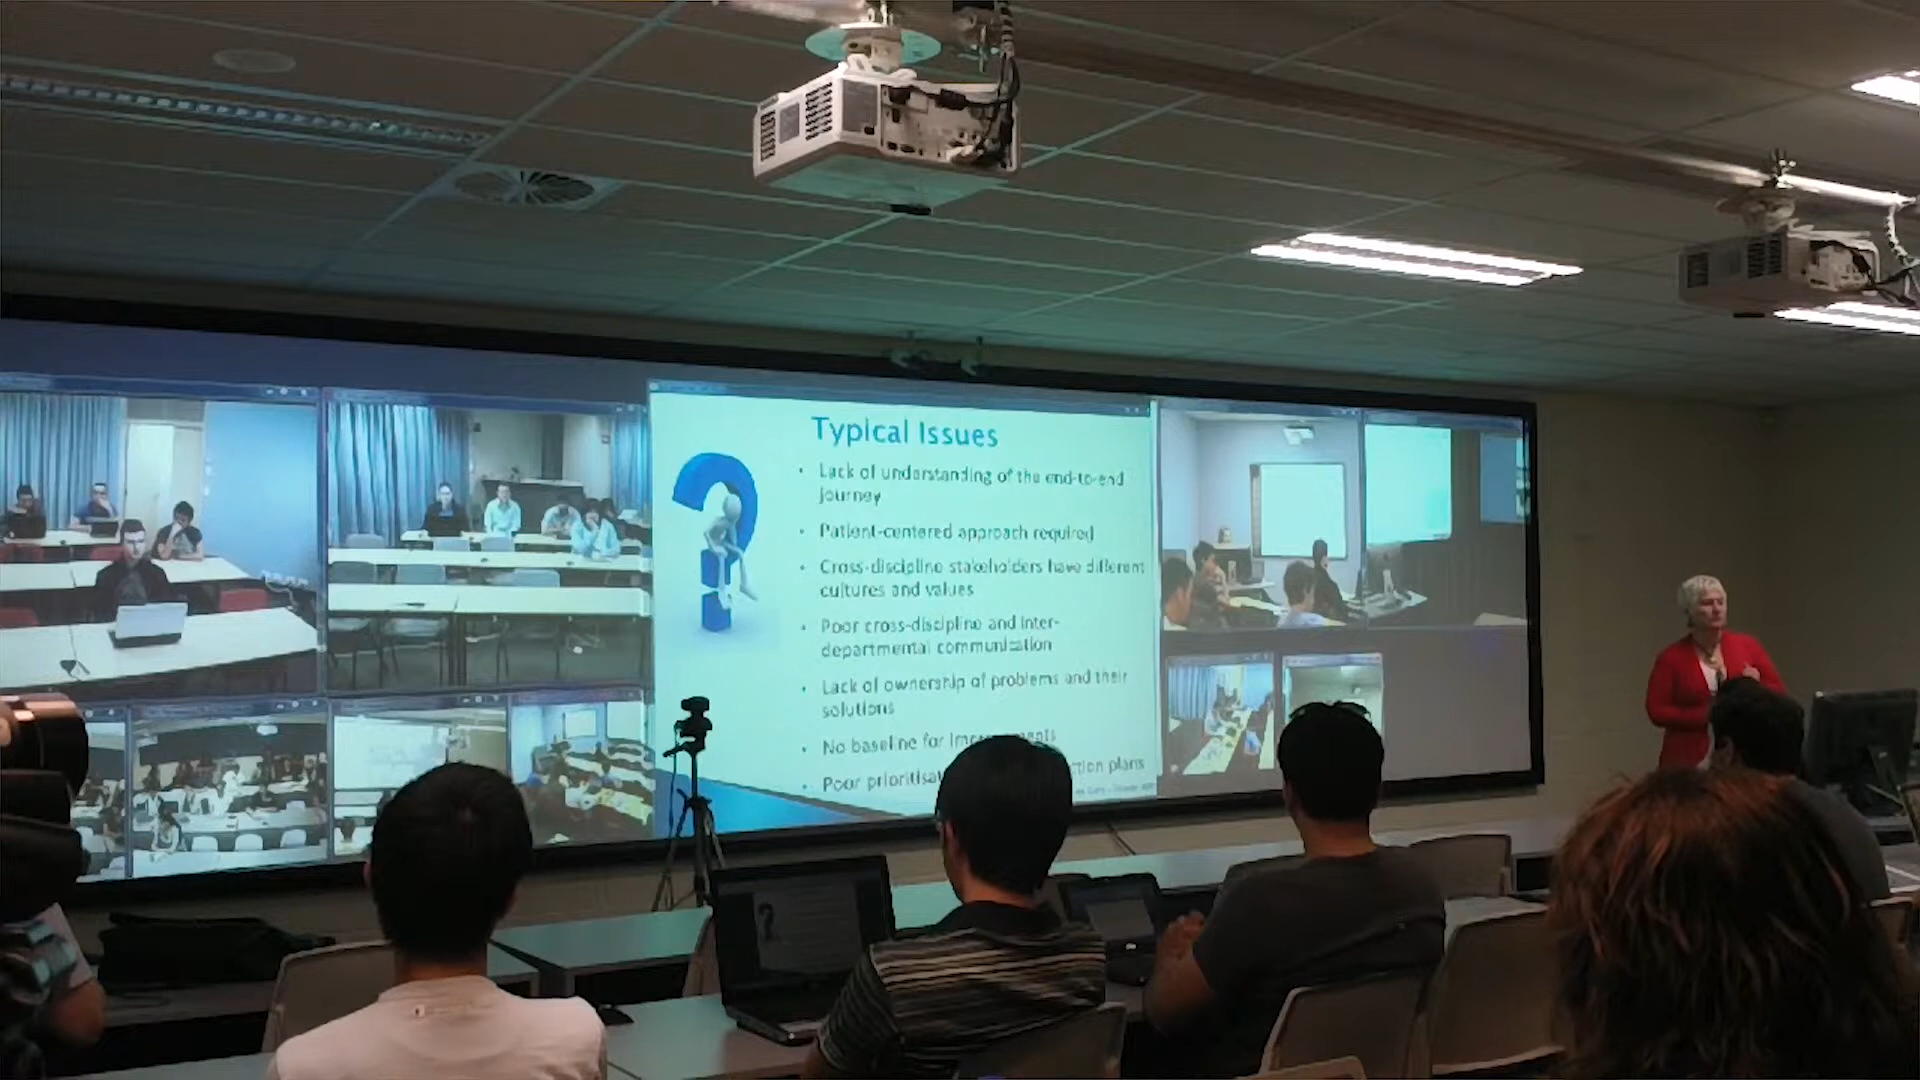 Typical Issues
• Lack of understanding of the end-to-end
journey
• Patient-centered approach required
• Cross-discipline stakeholders have different
cultures and values
• Poor cross-discipline and inter-
departmental communication
• Lack of ownership of problems and their
solutions
• No baseline for
• Poor plans